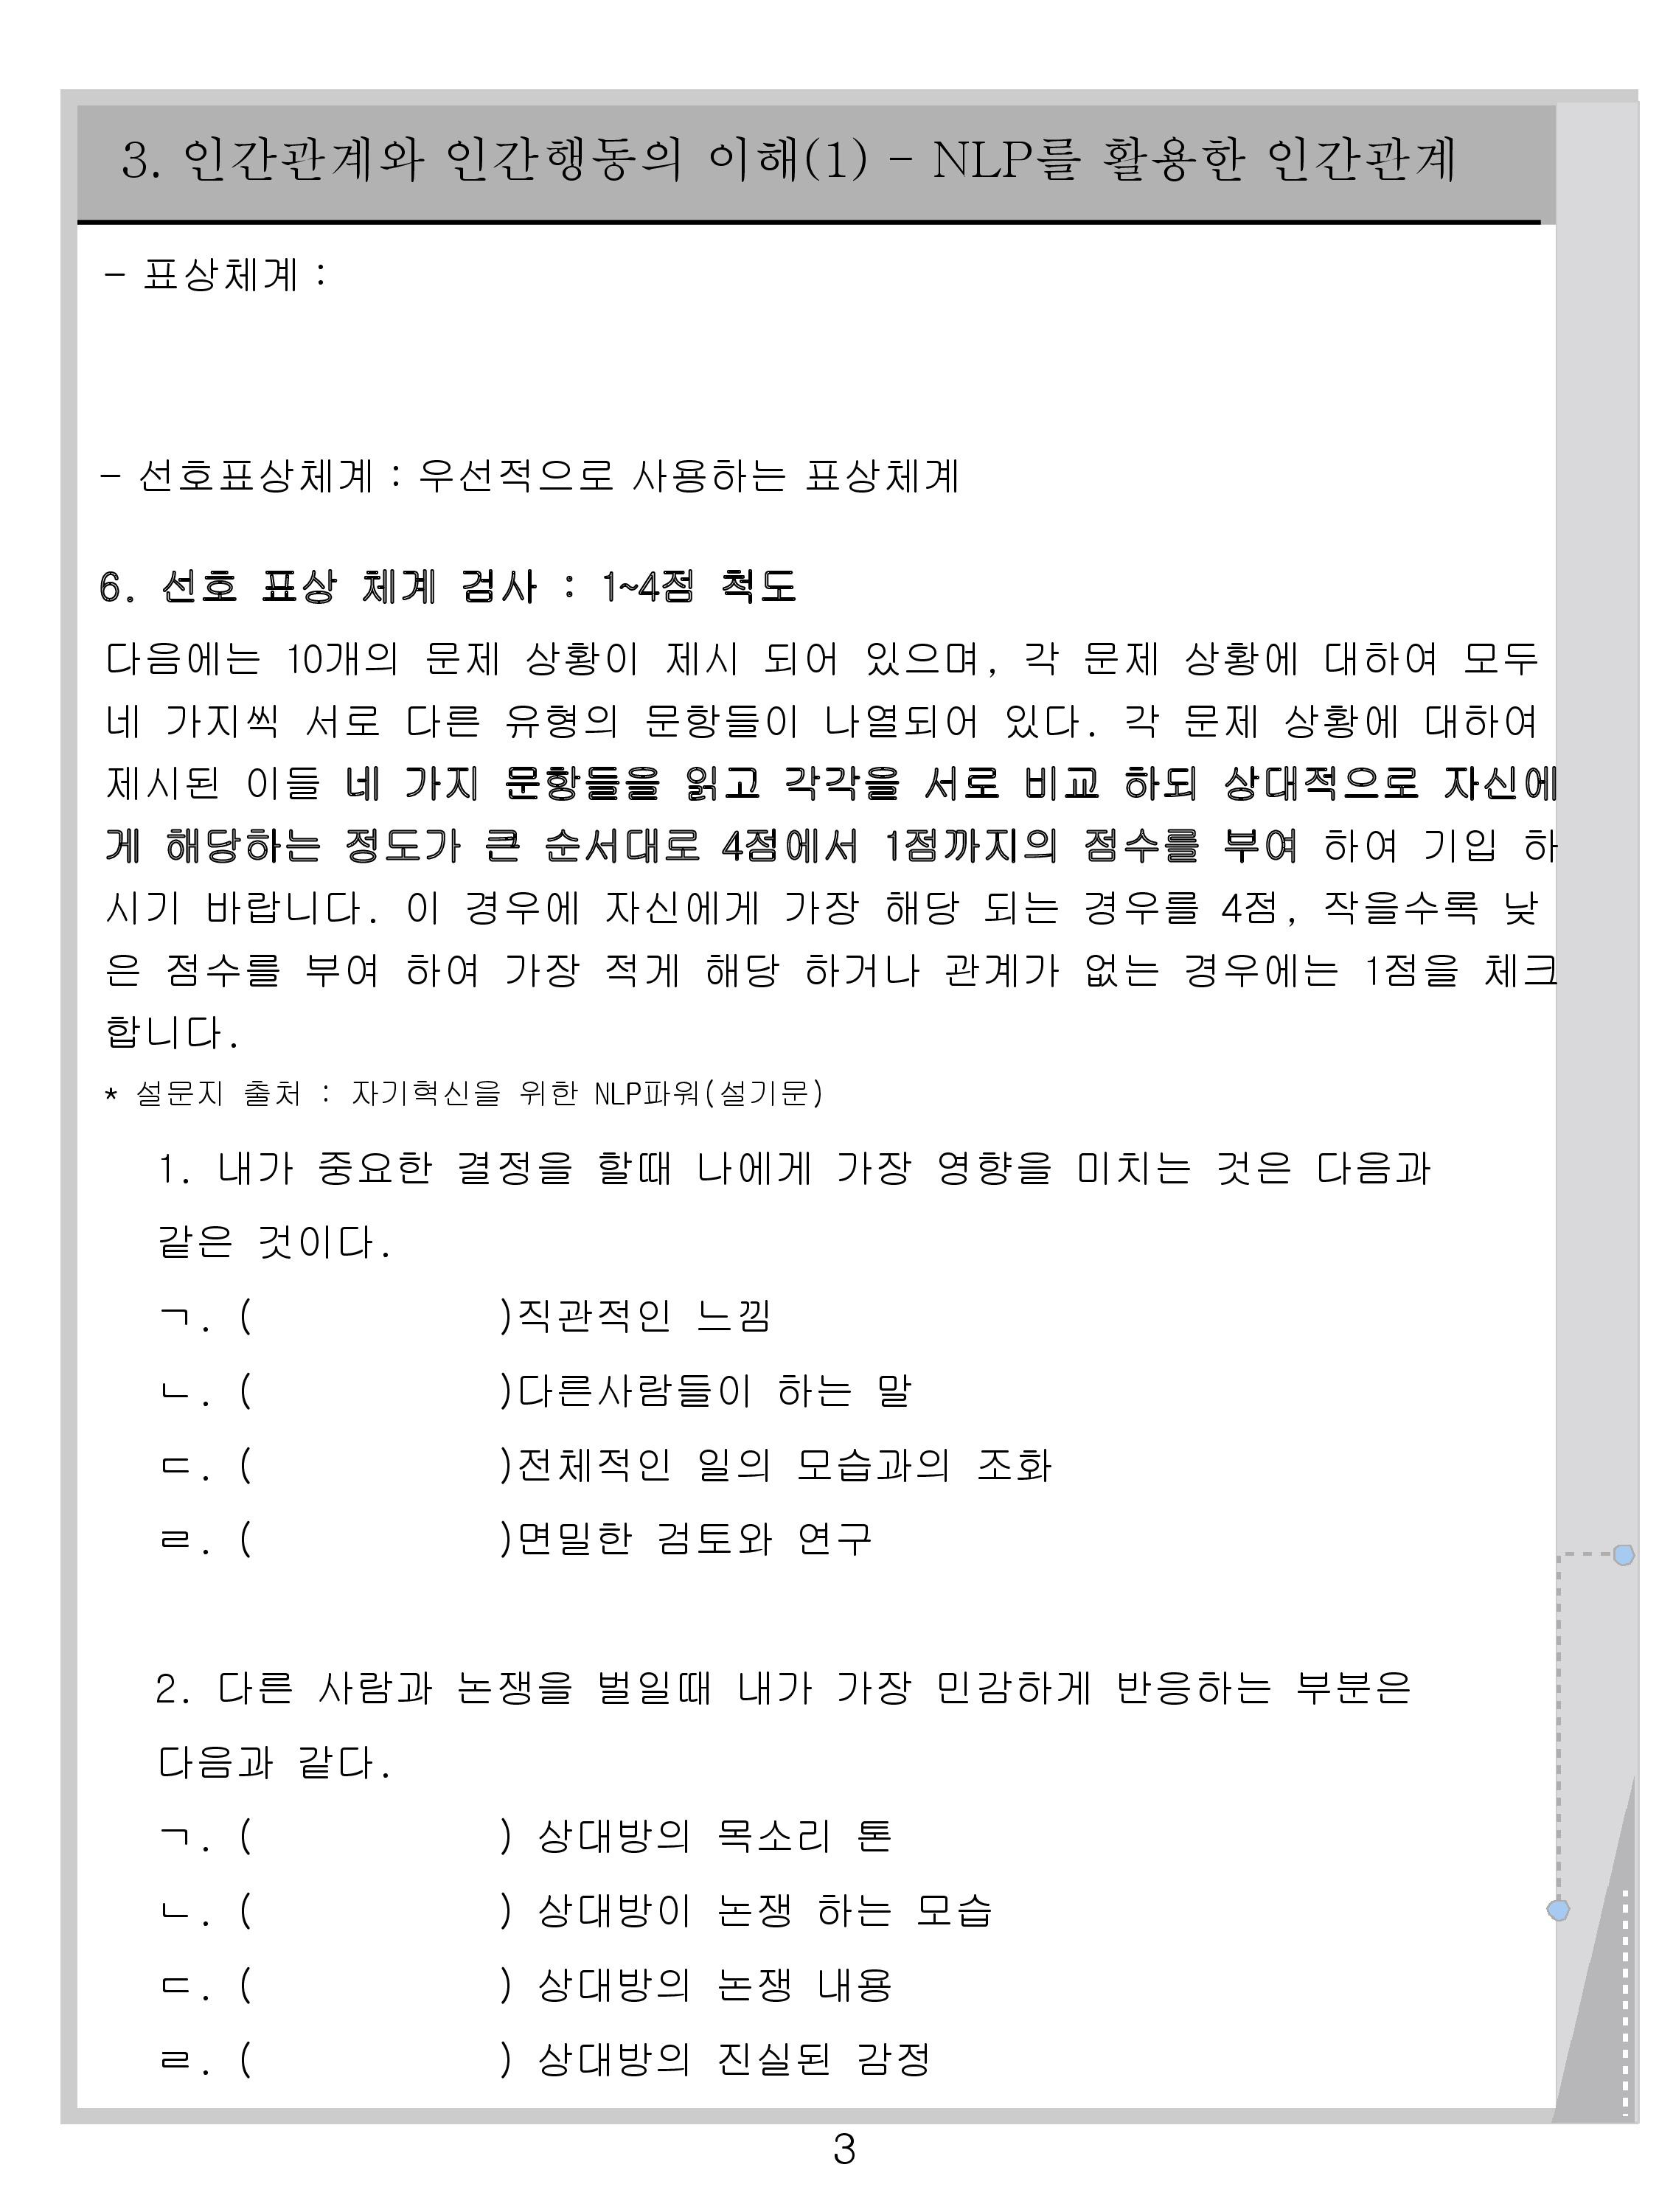 3. 인간관계와 인간행동의 이해(1) - NLP를 활용한 인간관계
- 표상체계 :
- 선호표상체계 : 우선적으로 사용하는 표상체계
6. 선호 표상 체계 검사 : 1~4점 척도
다음에는 10개의 문제 상황이 제시 되어 있으며, 각 문제 상황에 대하여 모두
네 가지씩 서로 다른 유형의 문항들이 나열되어 있다. 각 문제 상황에 대하여
제시된 이들 네 가지 문항들을 읽고 각각을 서로 비교 하되 상대적으로 자신에
게 해당하는 정도가 큰 순서대로 4점에서 1점까지의 점수를 부여 하여 기입 하
시기 바랍니다. 이 경우에 자신에게 가장 해당 되는 경우를 4점, 작을수록 낮
은 점수를 부여 하여 가장 적게 해당 하거나 관계가 없는 경우에는 1점을 체크
합니다.
* 설문지 출처 : 자기혁신을 위한 NLP파워(설기문)
1. 내가 중요한 결정을 할때 나에게 가장 영향을 미치는 것은 다음과
같은 것이다.
ㄱ. ( )직관적인 느낌
ㄴ. ( )다른사람들이 하는 말
ㄷ. ( )전체적인 일의 모습과의 조화
ㄹ. ( )면밀한 검토와 연구
2. 다른 사람과 논쟁을 벌일때 내가 가장 민감하게 반응하는 부분은
다음과 같다.
ㄱ. ( ) 상대방의 목소리 톤
ㄴ. ( ) 상대방이 논쟁 하는 모습
ㄷ. ( ) 상대방의 논쟁 내용
ㄹ. ( ) 상대방의 진실된 감정
3